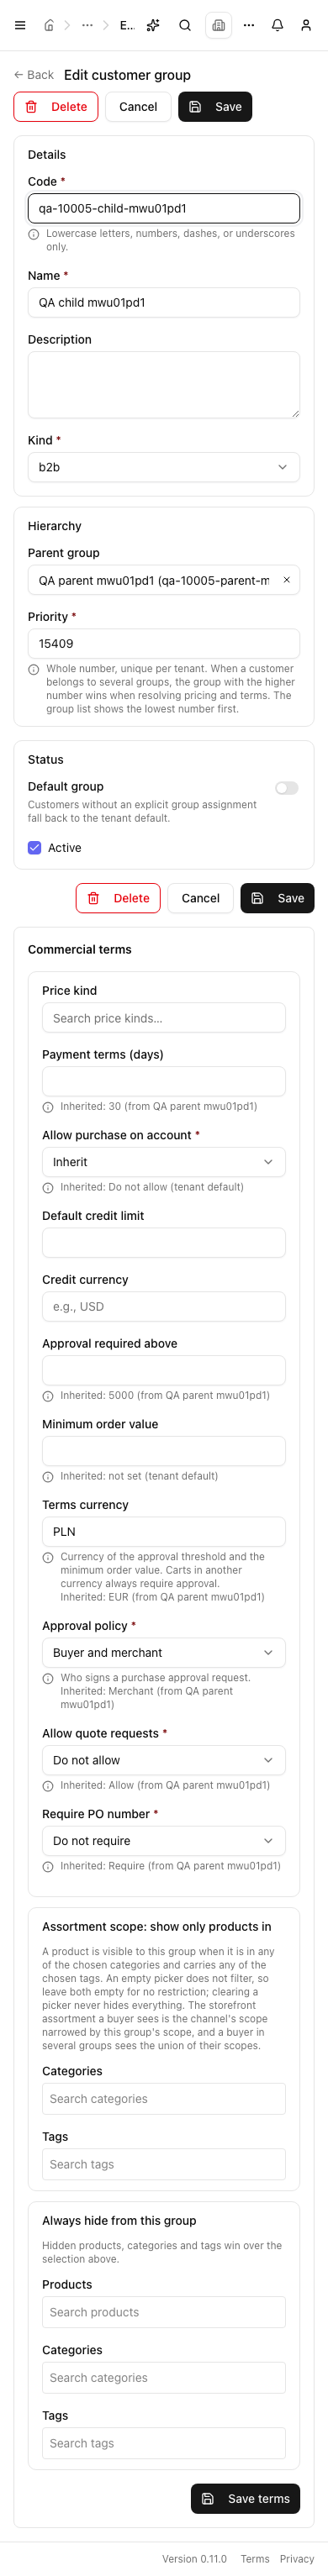 E...
← Back Edit customer group
Delete Cancel Save
Details
Code *
qa-10005-child-mwu01pd1
Lowercase letters, numbers, dashes, or underscores
only.
Name *
QA child mwu01pd1
Description
Kind *
b2b
Hierarchy
Parent group
QA parent mwu01pd1 (qa-10005-parent-m
Priority *
15409
Whole number, unique per tenant. When a customer
belongs to several groups, the group with the higher
number wins when resolving pricing and terms. The
group list shows the lowest number first.
Status
Default group
Customers without an explicit group assignment
fall back to the tenant default.
Active
Delete Cancel Save
Commercial terms
Price kind
Search price kinds...
Payment terms (days)
Inherited: 30 (from QA parent mwu01pd1)
Allow purchase on account *
Inherit
Inherited: Do not allow (tenant default)
Default credit limit
Credit currency
e.g., USD
Approval required above
Inherited: 5000 (from QA parent mwu01pd1)
Minimum order value
Inherited: not set (tenant default)
Terms currency
PLN
Currency of the approval threshold and the
minimum order value. Carts in another
currency always require approval.
Inherited: EUR (from QA parent mwu01pd1)
Approval policy *
Buyer and merchant
Who signs a purchase approval request.
Inherited: Merchant (from QA parent
mwu01pd1)
Allow quote requests *
Do not allow
Inherited: Allow (from QA parent mwu01pd1)
Require PO number *
Do not require
Inherited: Require (from QA parent mwu01pd1)
Assortment scope: show only products in
A product is visible to this group when it is in any
of the chosen categories and carries any of the
chosen tags. An empty picker does not filter, so
leave both empty for no restriction; clearing a
picker never hides everything. The storefront
assortment a buyer sees is the channel's scope
narrowed by this group's scope, and a buyer in
several groups sees the union of their scopes.
Categories
Search categories
Tags
Search tags
Always hide from this group
Hidden products, categories and tags win over the
selection above.
Products
Search products
Categories
Search categories
Tags
Search tags
Save terms
Version 0.11.0 Terms Privacy